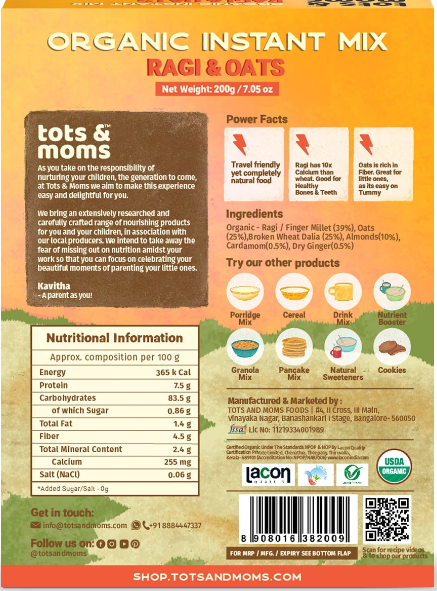 ORGANIC INSTANT MIX
RAGI & OATS
Net Weight: 200g / 7.05 oz
tots &™
moms
As you take on the responsibility of
nurturing your children, the generation to come,
at Tots & Moms we aim to make this experience
easy and delightful for you.
We bring an extensively researched and
carefully crafted range of nourishing products
for you and your children, in association with
our local producers. We intend to take away the
fear of missing out on nutrition amidst your
work so that you can focus on celebrating your
beautiful moments of parenting your little ones.
Kavitha
- A parent as you!
Power Facts
Travel friendly
yet completely
natural food
Ragi has 10x
Calcium than
wheat. Good for
Healthy
Bones & Teeth
Oats is rich in
Fiber. Great for
little ones,
as its easy on
Tummy
Ingredients
Organic - Ragi / Finger Millet (39%), Oats
(25%),Broken Wheat Dalia (25%), Almonds(10%),
Cardamom(0.5%), Dry Ginger(0.5%)
Try our other products
Porridge
Mix
Cereal
Drink
Mix
Nutrient
Booster
Granola
Mix
Pancake
Mix
Natural
Sweeteners
Cookies
Nutritional Information
Approx. composition per 100 g
Energy 365 k Cal
Protein 7.5 g
Carbohydrates 83.5 g
of which Sugar 0.86 g
Total Fat 1.4 g
Fiber 4.5 g
Total Mineral Content 2.4 g
Calcium 255 mg
Salt (NaCl) 0.06 g
*Added Sugar/Salt - 0g
Manufactured & Marketed by :
TOTS AND MOMS FOODS | #4, II Cross, III Main,
Vinayaka Nagar, Banashankari I Stage, Bangalore- 560050
fssai Lic No: 11219334001989
Certified Organic Under The Standards NPOP & NOP By Lacon Quality
lacon
USDA
ORGANIC
8 908016 382009
FOR MRP / MFG. / EXPIRY SEE BOTTOM FLAP
Scan for recipe videos
& to shop our products
Get in touch:
info@totsandmoms.com +91 8884447337
Follow us on:
@totsandmoms
SHOP.TOTSANDMOMS.COM